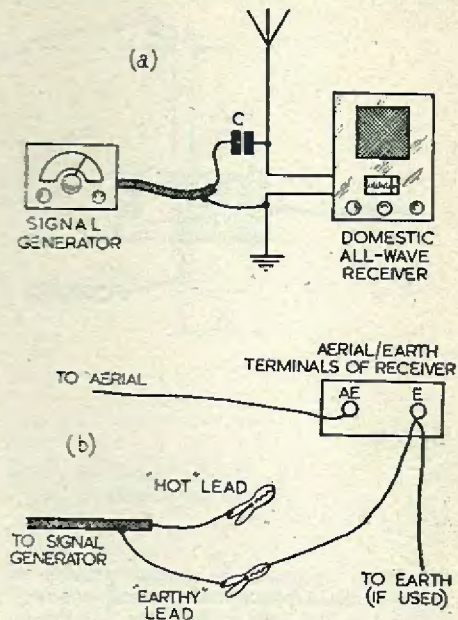 (a)
C
SIGNAL
GENERATOR
DOMESTIC
ALL-WAVE
RECEIVER
AERIAL/EARTH
TERMINALS OF RECEIVER
TO AERIAL
AE
E
(b)
"HOT" LEAD
TO SIGNAL
GENERATOR
"EARTHY"
LEAD
TO EARTH
(IF USED)